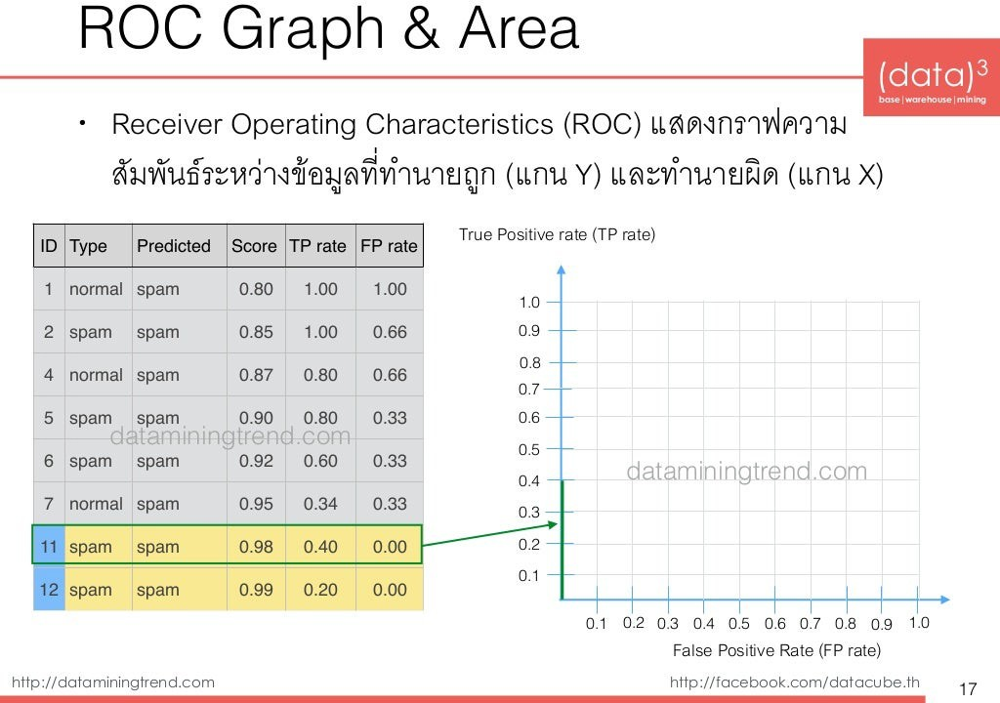 ROC Graph & Area
(data)3
base|warehouse|mining
• Receiver Operating Characteristics (ROC) แสดงกราฟความ
สัมพันธ์ระหว่างข้อมูลที่ทำนายถูก (แกน Y) และทำนายผิด (แกน X)
ID Type Predicted Score TP rate FP rate
1 normal spam 0.80 1.00 1.00
2 spam spam 0.85 1.00 0.66
4 normal spam 0.87 0.80 0.66
5 spam spam 0.90 0.80 0.33
dataminingtrend.com
6 spam spam 0.92 0.60 0.33
7 normal spam 0.95 0.34 0.33
11 spam spam 0.98 0.40 0.00
12 spam spam 0.99 0.20 0.00
True Positive rate (TP rate)
1.0
0.9
0.8
0.7
0.6
0.5
0.4
0.3
0.2
0.1
dataminingtrend.com
0.1 0.2 0.3 0.4 0.5 0.6 0.7 0.8 0.9 1.0
False Positive Rate (FP rate)
http://dataminingtrend.com
http://facebook.com/datacube.th
17